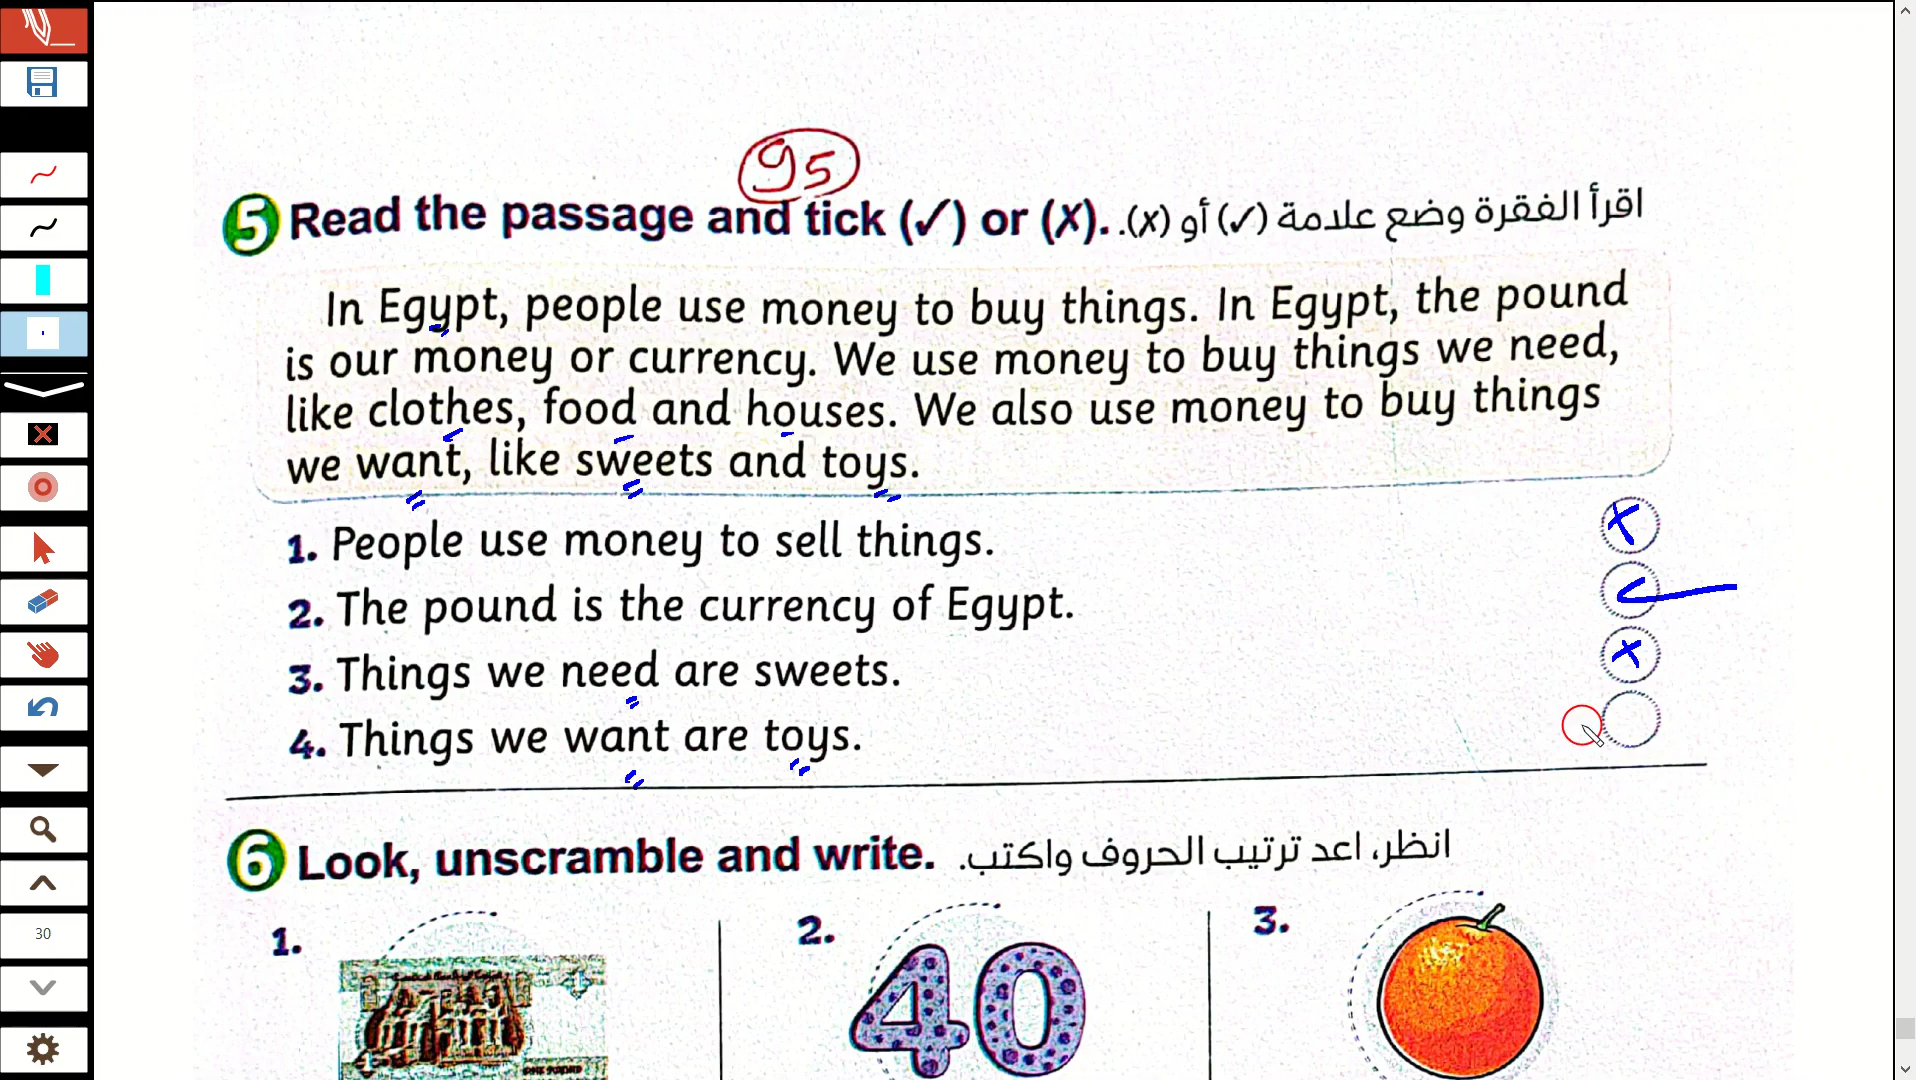 95
5 Read the passage and tick (✓) or (X). اقرأ الفقرة وضع علامة (✓) أو (x).
In Egypt, people use money to buy things. In Egypt, the pound
is our money or currency. We use money to buy things we need,
like clothes, food and houses. We also use money to buy things
we want, like sweets and toys.
1. People use money to sell things. X
2. The pound is the currency of Egypt. ✓
3. Things we need are sweets. X
4. Things we want are toys.
6 Look, unscramble and write. انظر، اعد ترتيب الحروف واكتب.
1. 2. 3.
40
30